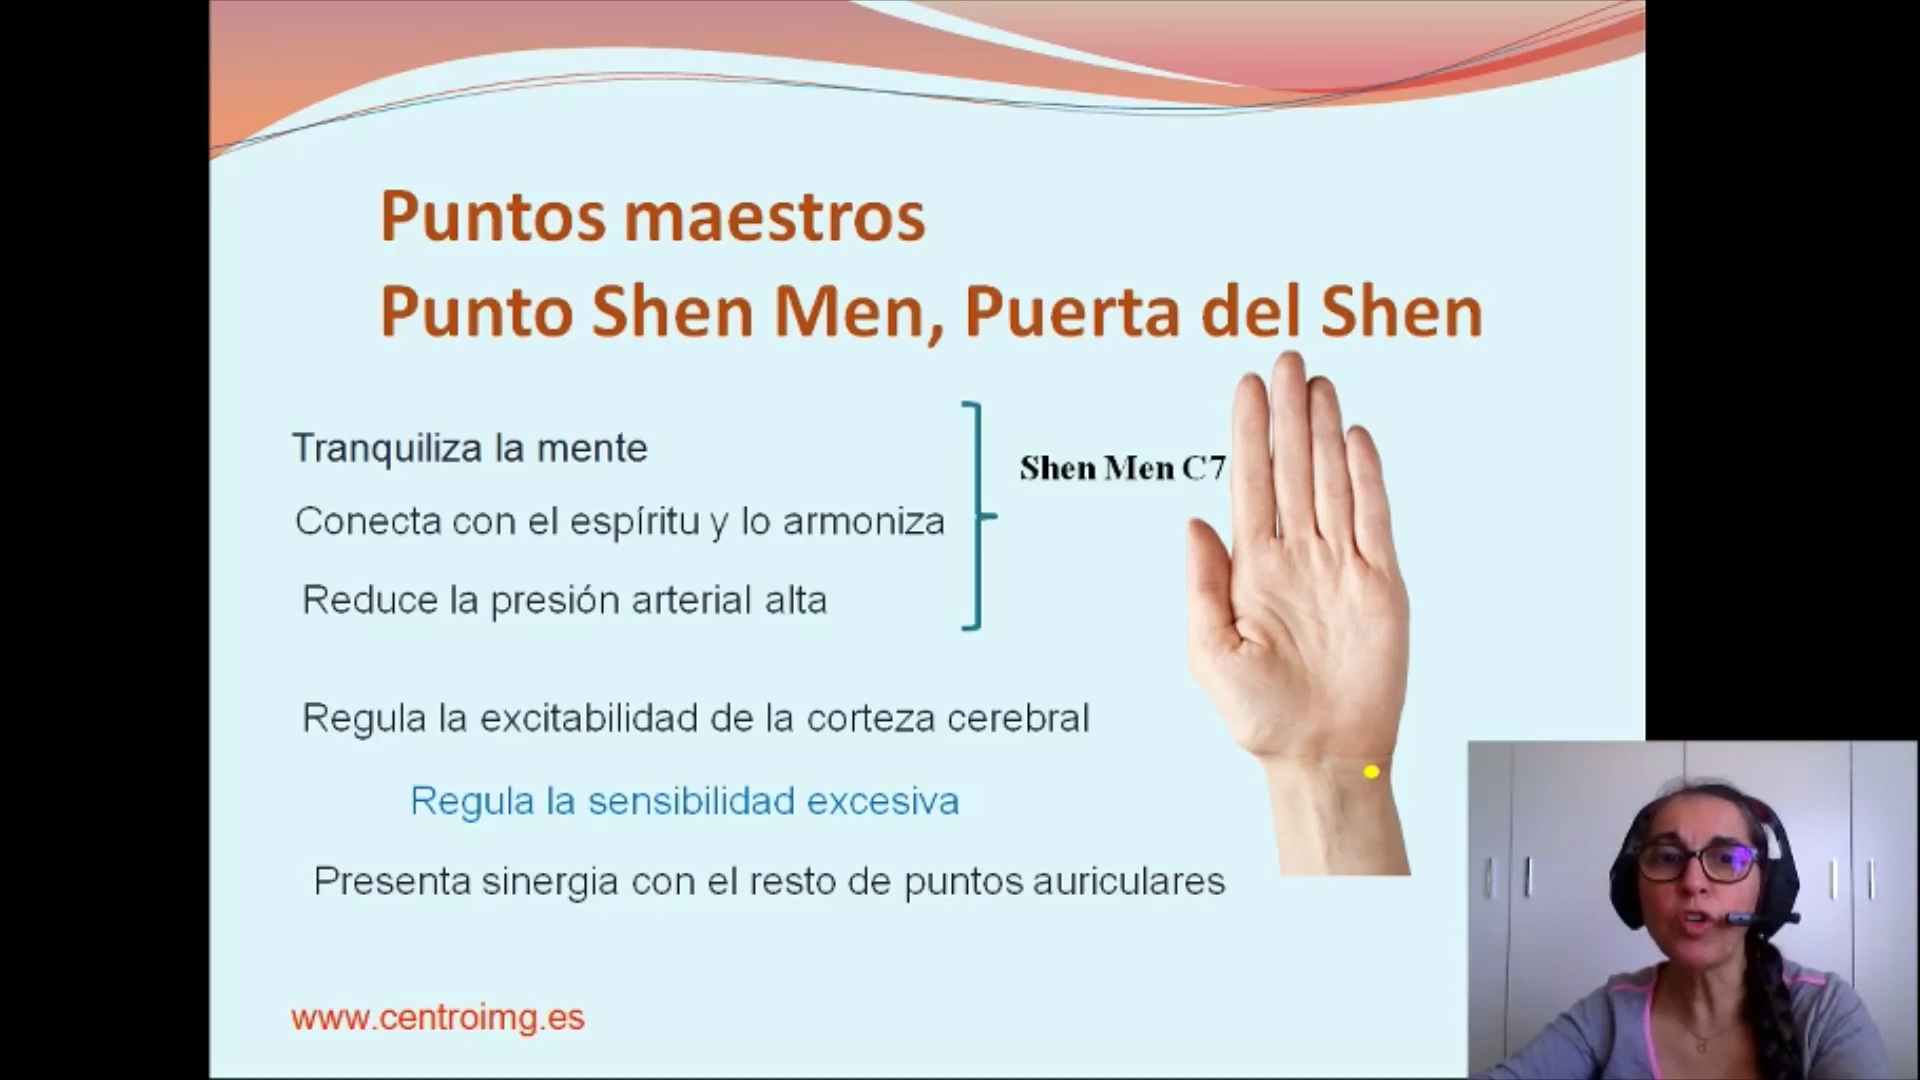 Puntos maestros
Punto Shen Men, Puerta del Shen
Tranquiliza la mente
Conecta con el espíritu y lo armoniza
Reduce la presión arterial alta
Shen Men C7
Regula la excitabilidad de la corteza cerebral
Regula la sensibilidad excesiva
Presenta sinergia con el resto de puntos auriculares
www.centroimg.es